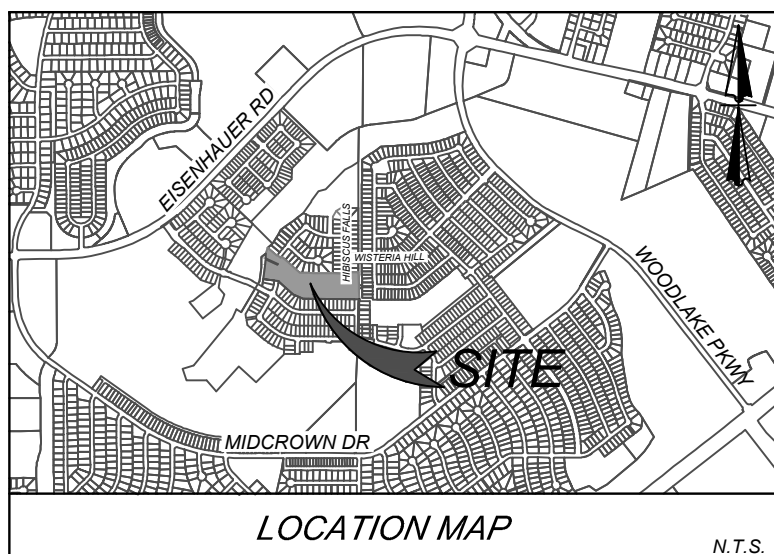 EISENHAUER RD
HIBISCUS FALLS
WISTERIA HILL
WOODLAKE PKWY
SITE
MIDCROWN DR
LOCATION MAP
N.T.S.